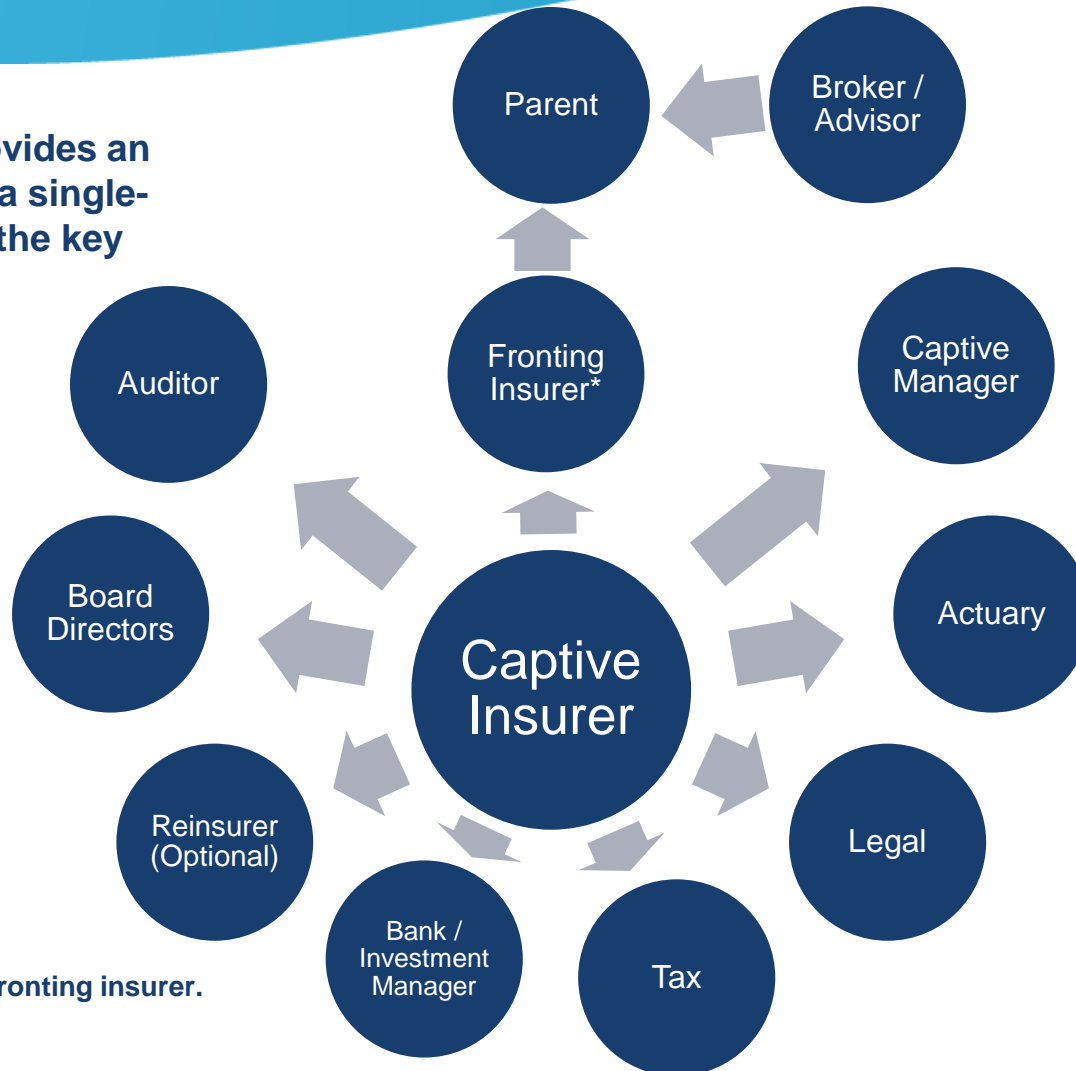 Parent
Broker /
Advisor
ovides an
a single-
the key
Fronting
Insurer*
Captive
Manager
Auditor
Board
Directors
Actuary
Captive
Insurer
Reinsurer
(Optional)
Legal
Bank /
Investment
Manager
Tax
ronting insurer.